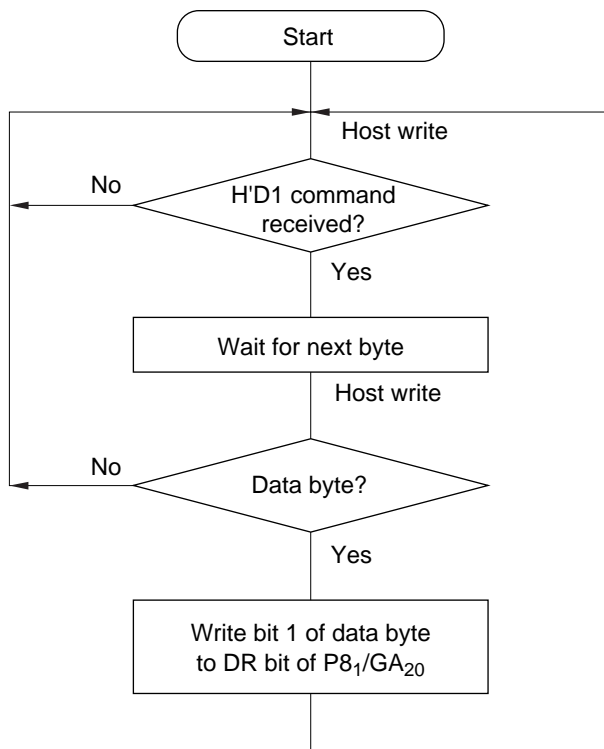 Start
Host write
No
H'D1 command
received?
Yes
Wait for next byte
Host write
No
Data byte?
Yes
Write bit 1 of data byte
to DR bit of P8₁/GA₂₀